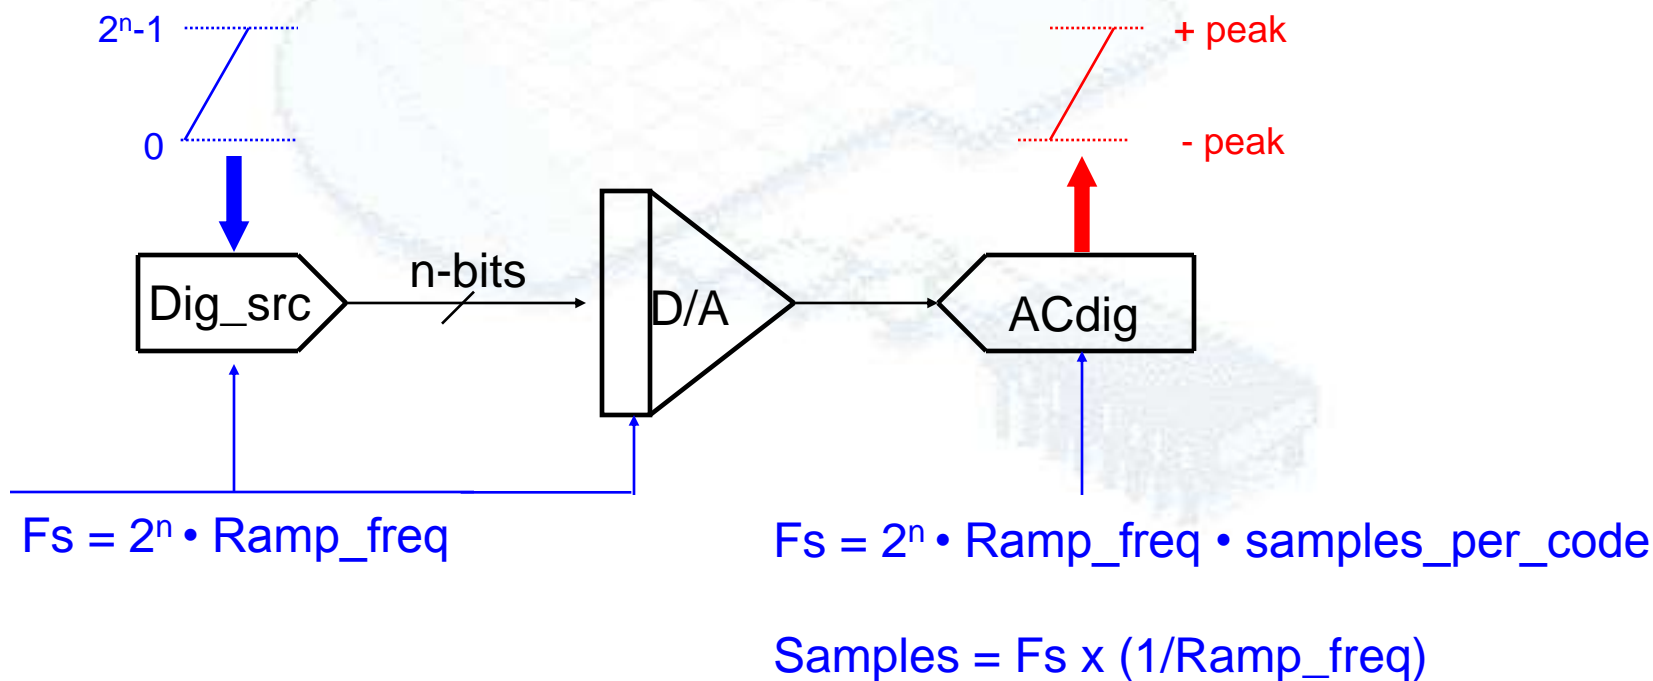 2ⁿ-1
+ peak
0
- peak
Dig_src
n-bits
D/A
ACdig
Fs = 2ⁿ • Ramp_freq
Fs = 2ⁿ • Ramp_freq • samples_per_code
Samples = Fs x (1/Ramp_freq)